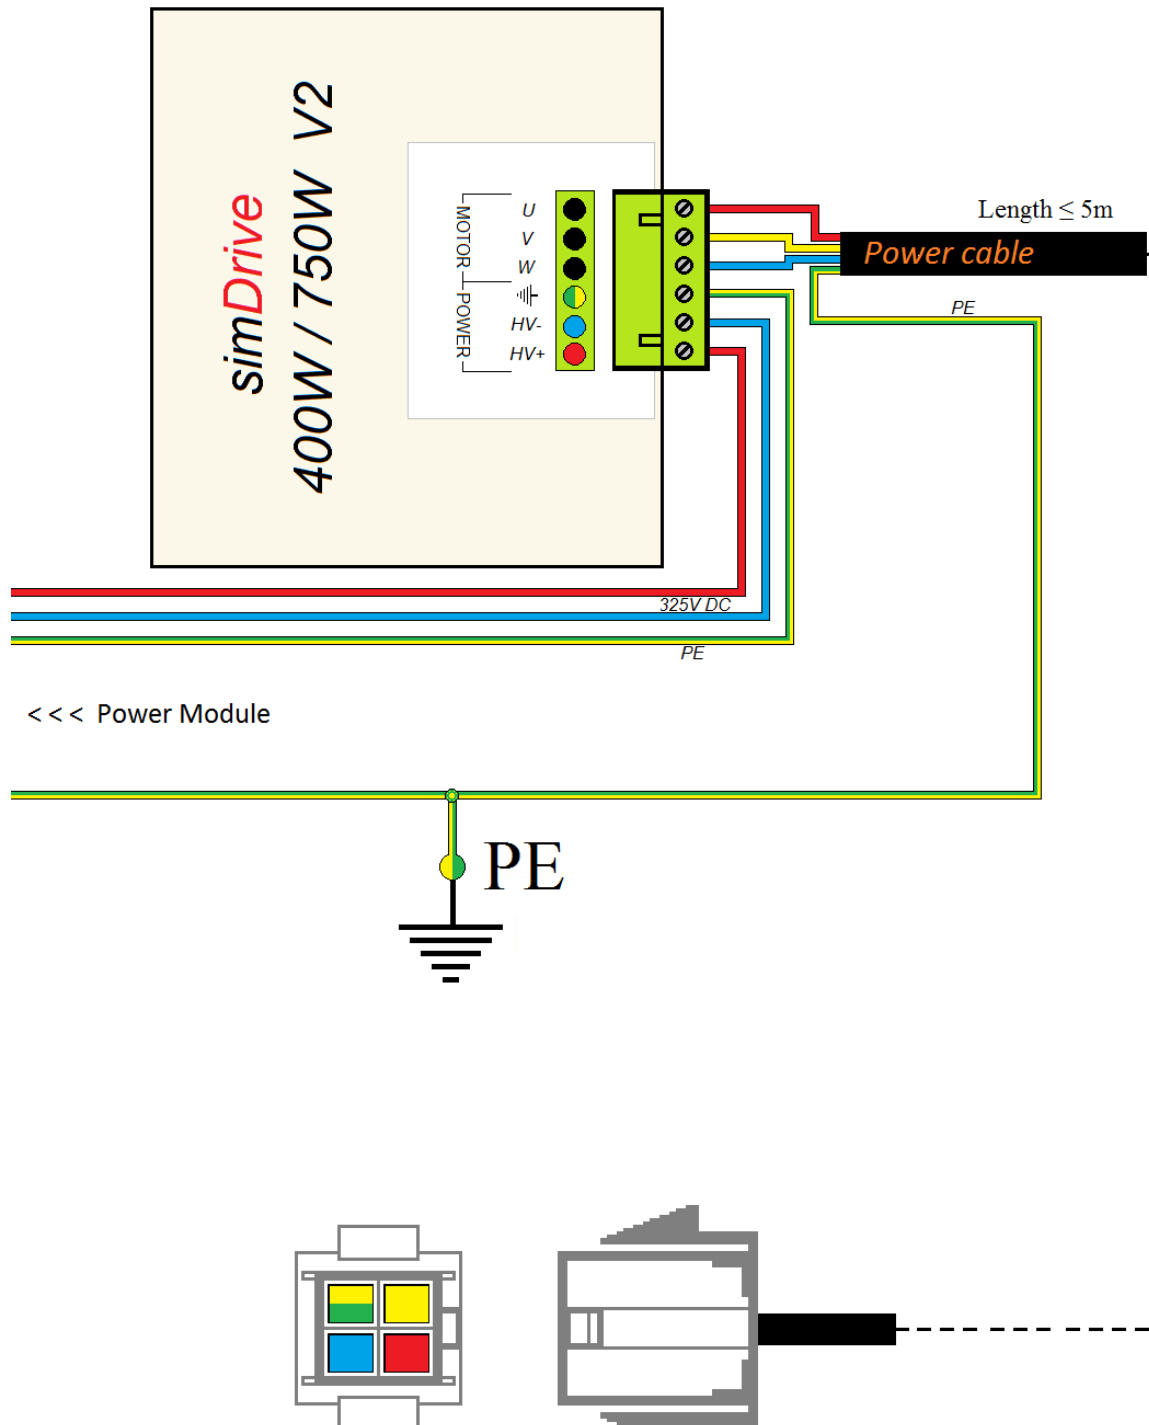 simDrive
400W / 750W V2
MOTOR
POWER
U
V
W
HV-
HV+
Length ≤ 5m
Power cable
PE
325V DC
PE
< < < Power Module
PE